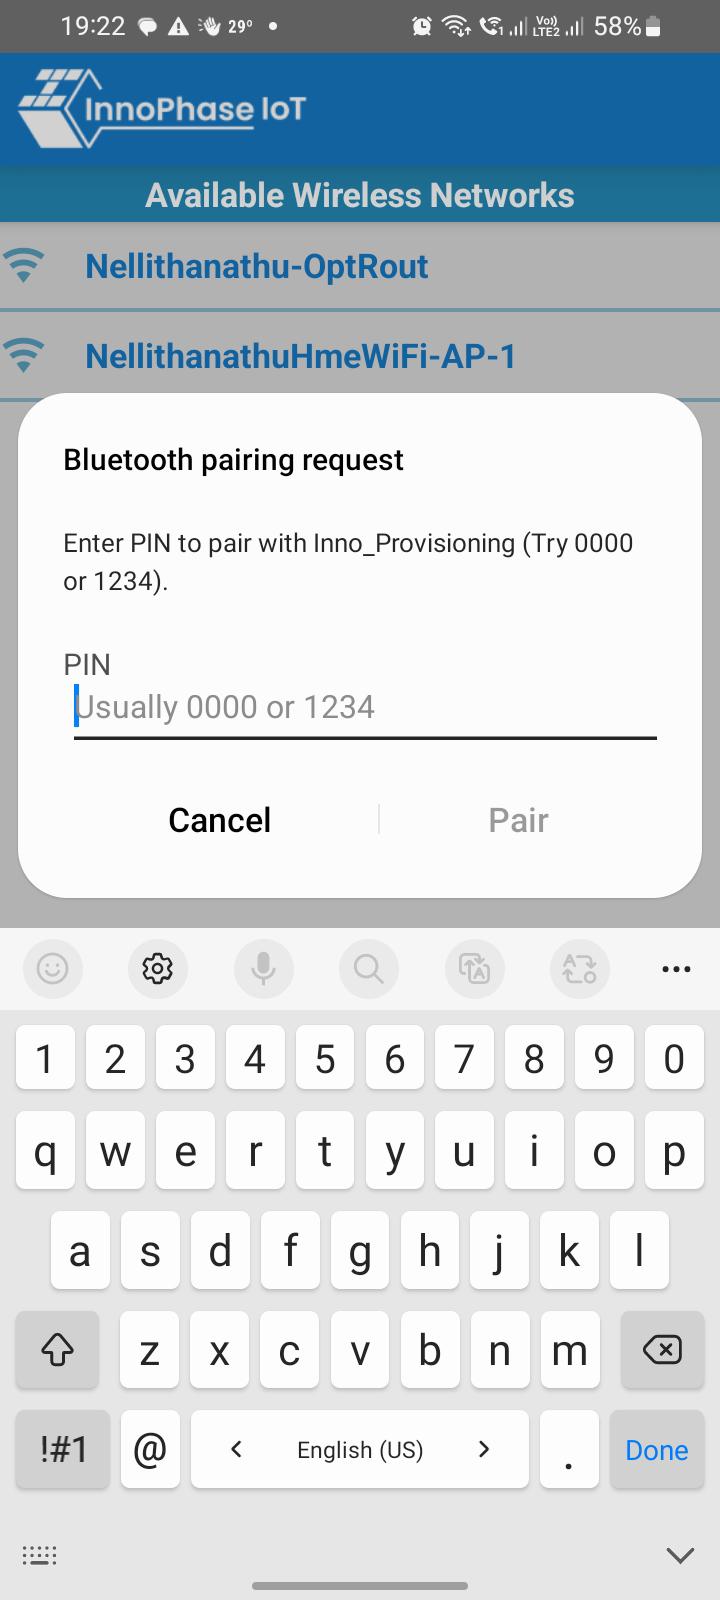 19:22 29° Vo)) LTE2 58%
InnoPhase IoT
Available Wireless Networks
Nellithanathu-OptRout
NellithanathuHmeWiFi-AP-1
Bluetooth pairing request
Enter PIN to pair with Inno_Provisioning (Try 0000
or 1234).
PIN
Usually 0000 or 1234
Cancel Pair
1 2 3 4 5 6 7 8 9 0
q w e r t y u i o p
a s d f g h j k l
z x c v b n m
!#1 @ < English (US) > . Done